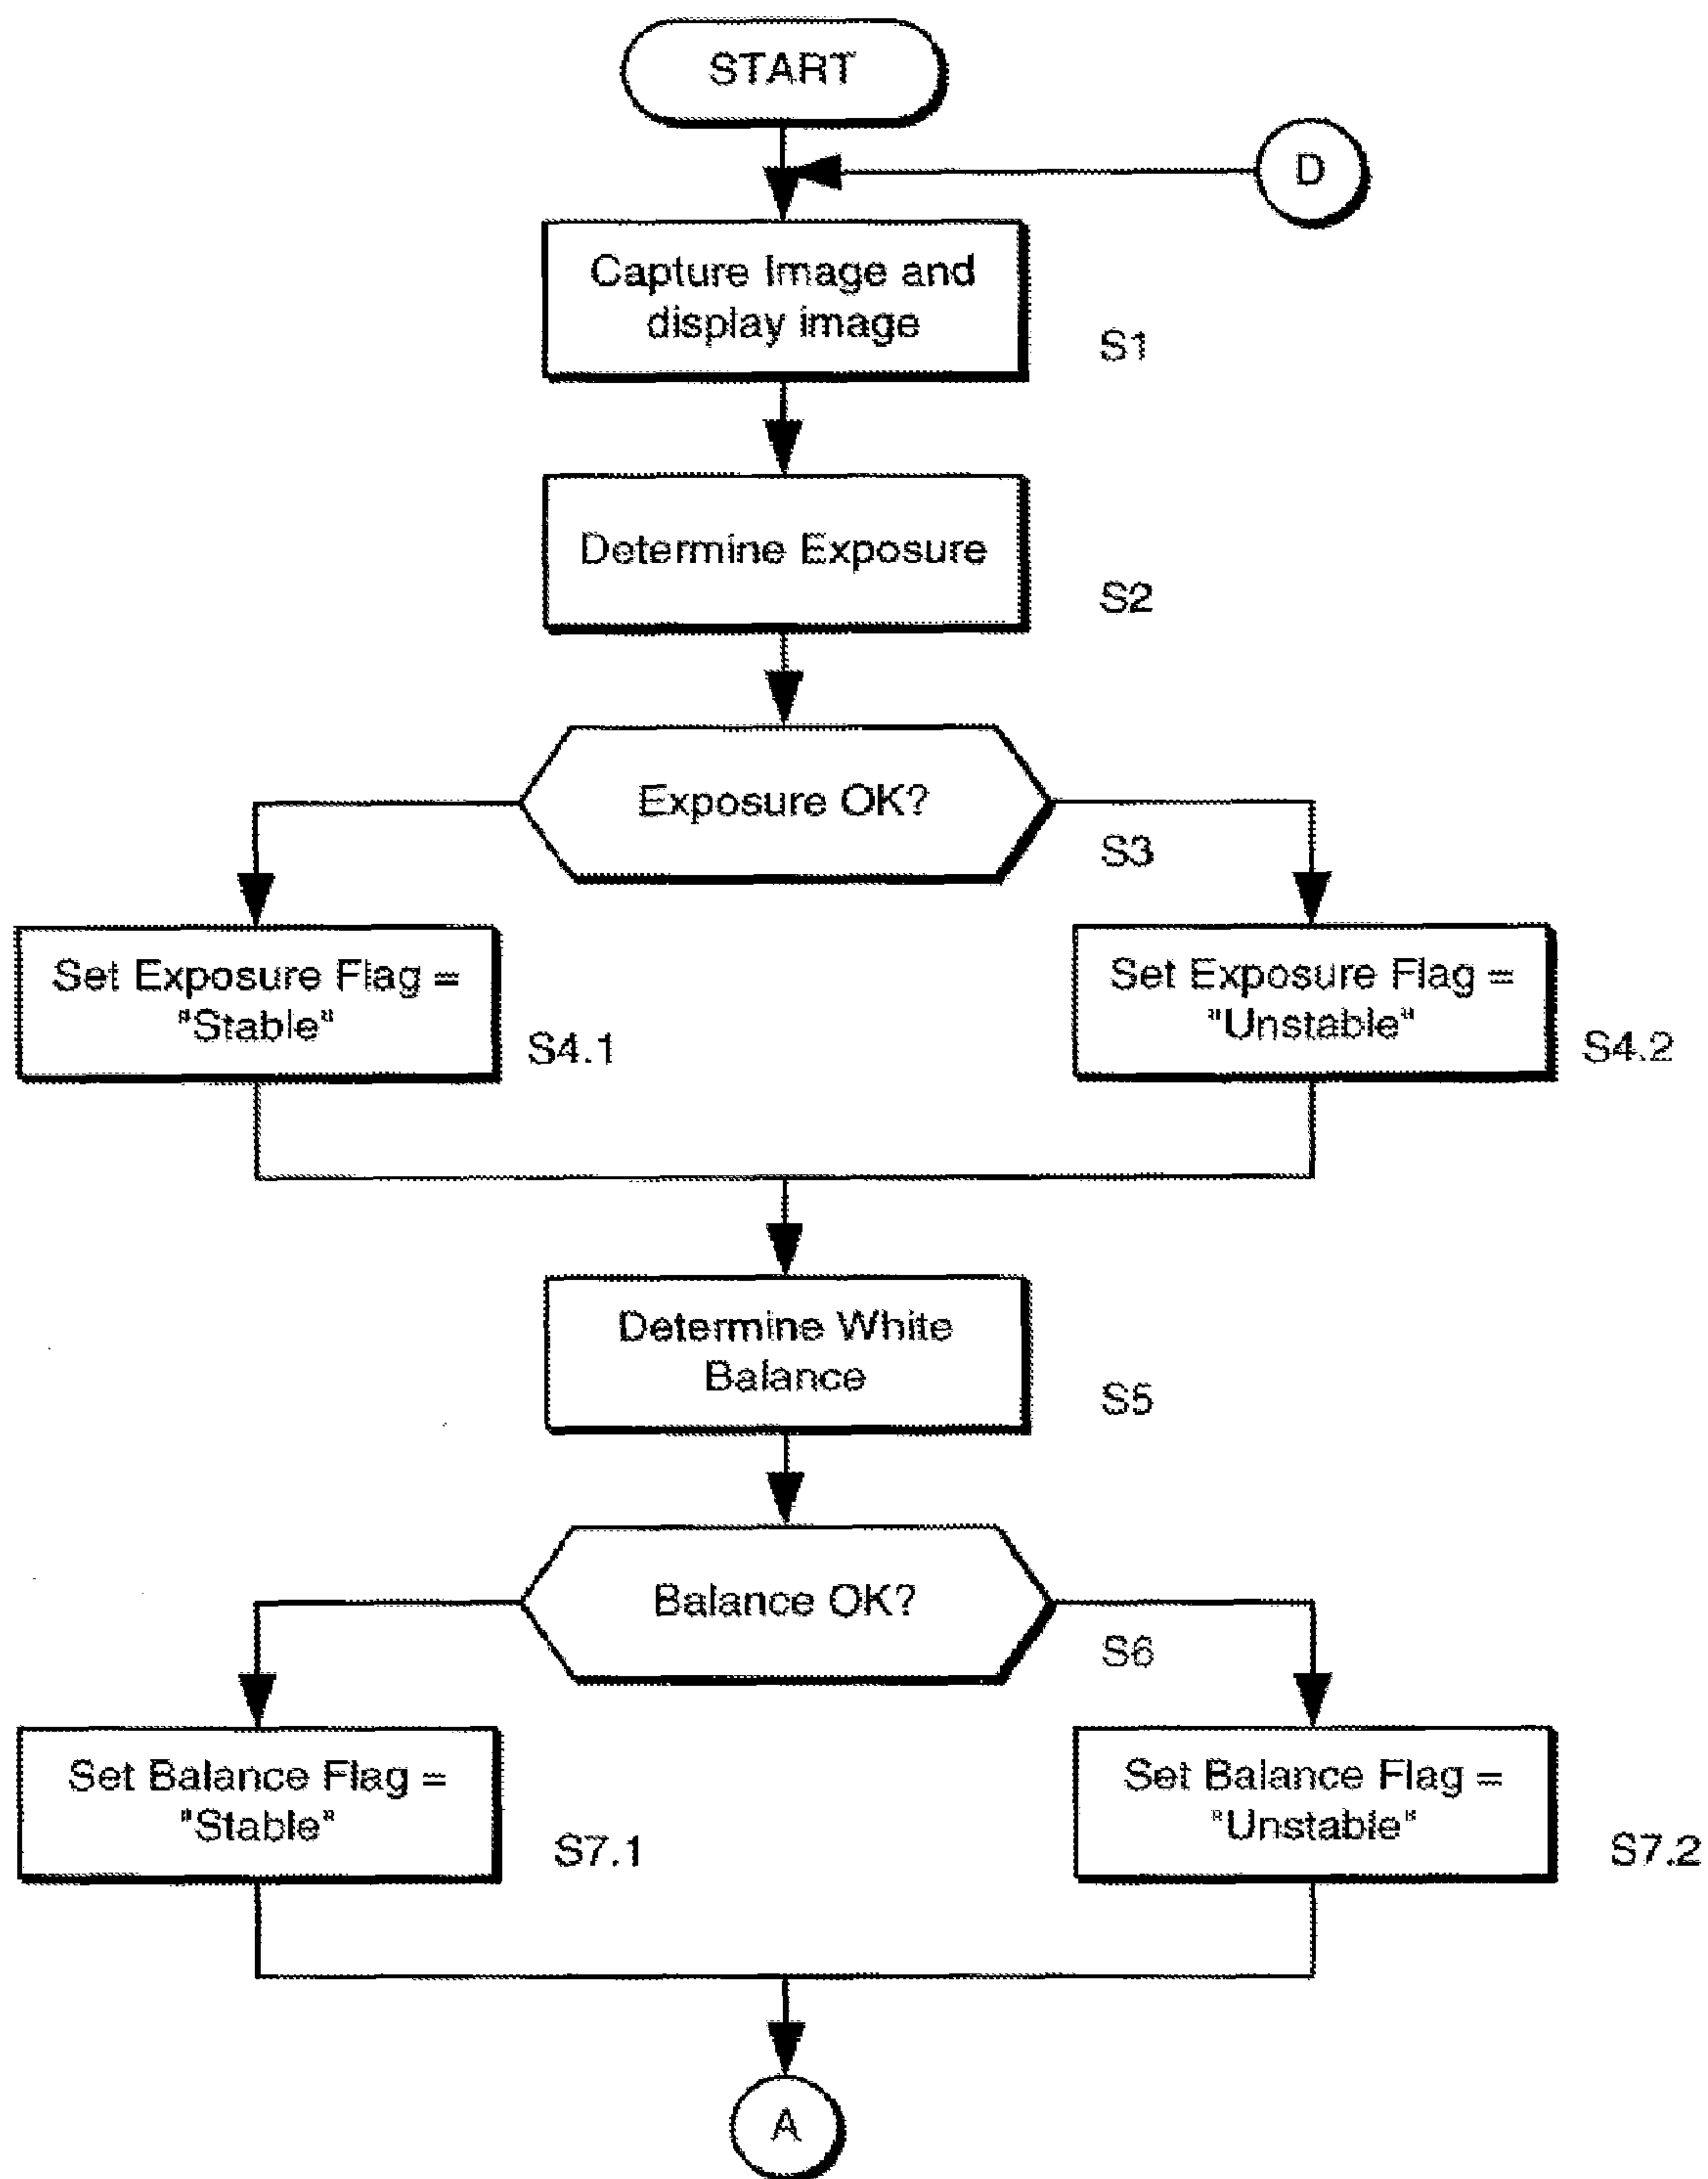 START
D
Capture Image and
display image
S1
Determine Exposure
S2
Exposure OK?
S3
Set Exposure Flag =
"Stable"
S4.1
Set Exposure Flag =
"Unstable"
S4.2
Determine White
Balance
S5
Balance OK?
S6
Set Balance Flag =
"Stable"
S7.1
Set Balance Flag =
"Unstable"
S7.2
A